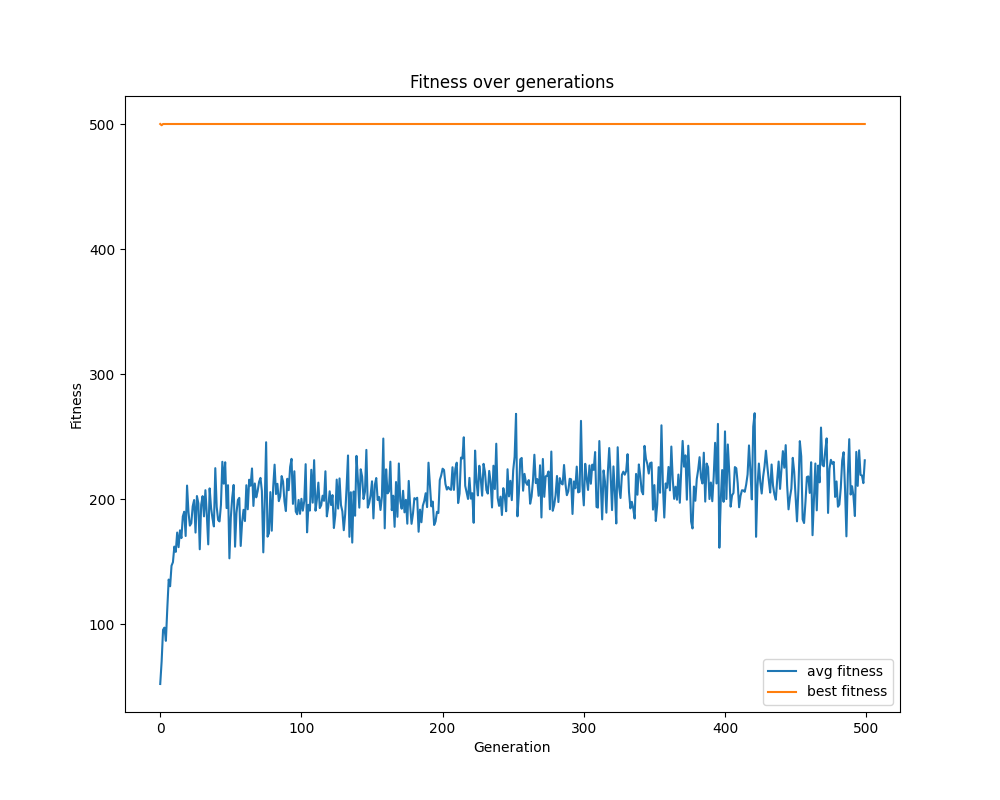 Fitness over generations
500
400
300
200
100
Fitness
0 100 200 300 400 500
Generation
avg fitness
best fitness